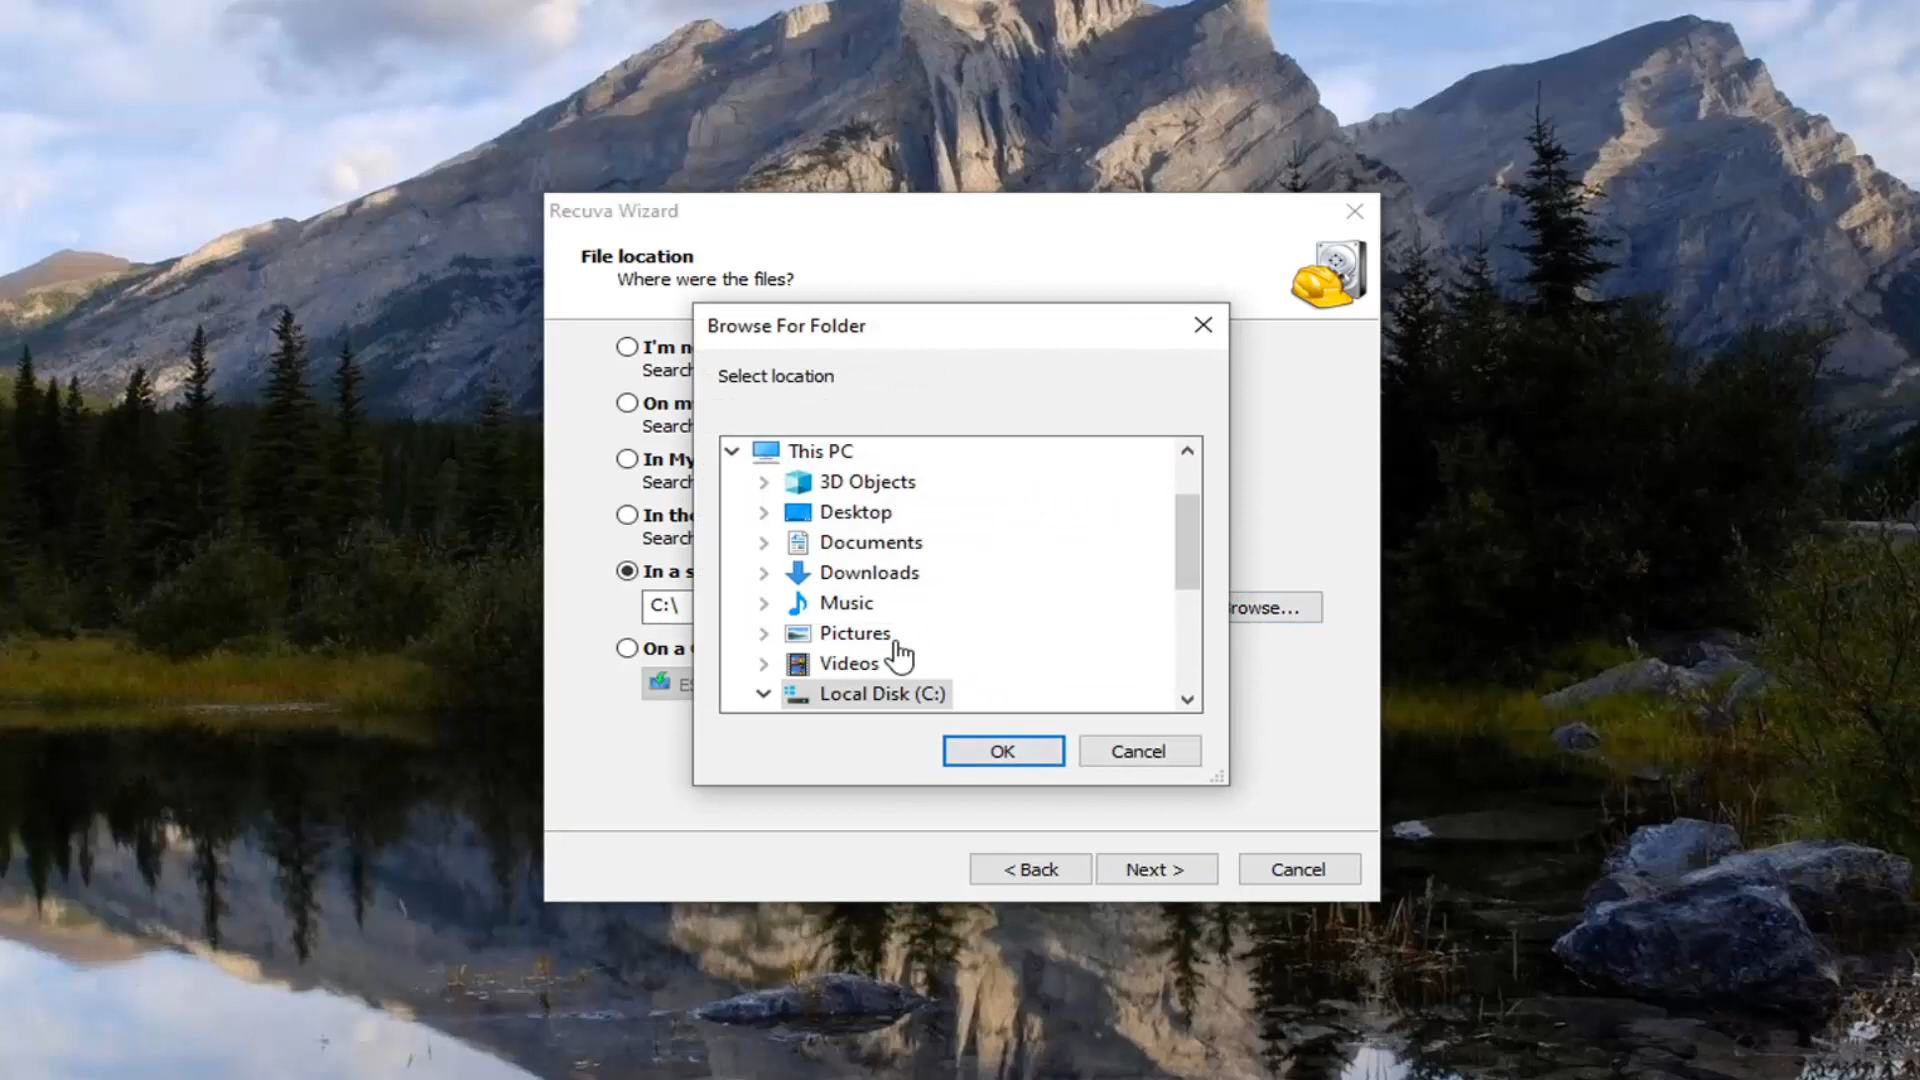 Recuva Wizard
File location
Where were the files?
I'm n
Search
On m
Search
In My
Search
In the
Search
In a s
C:\
rowse...
On a
ES
Browse For Folder
Select location
This PC
3D Objects
Desktop
Documents
Downloads
Music
Pictures
Videos
Local Disk (C:)
OK
Cancel
< Back
Next >
Cancel